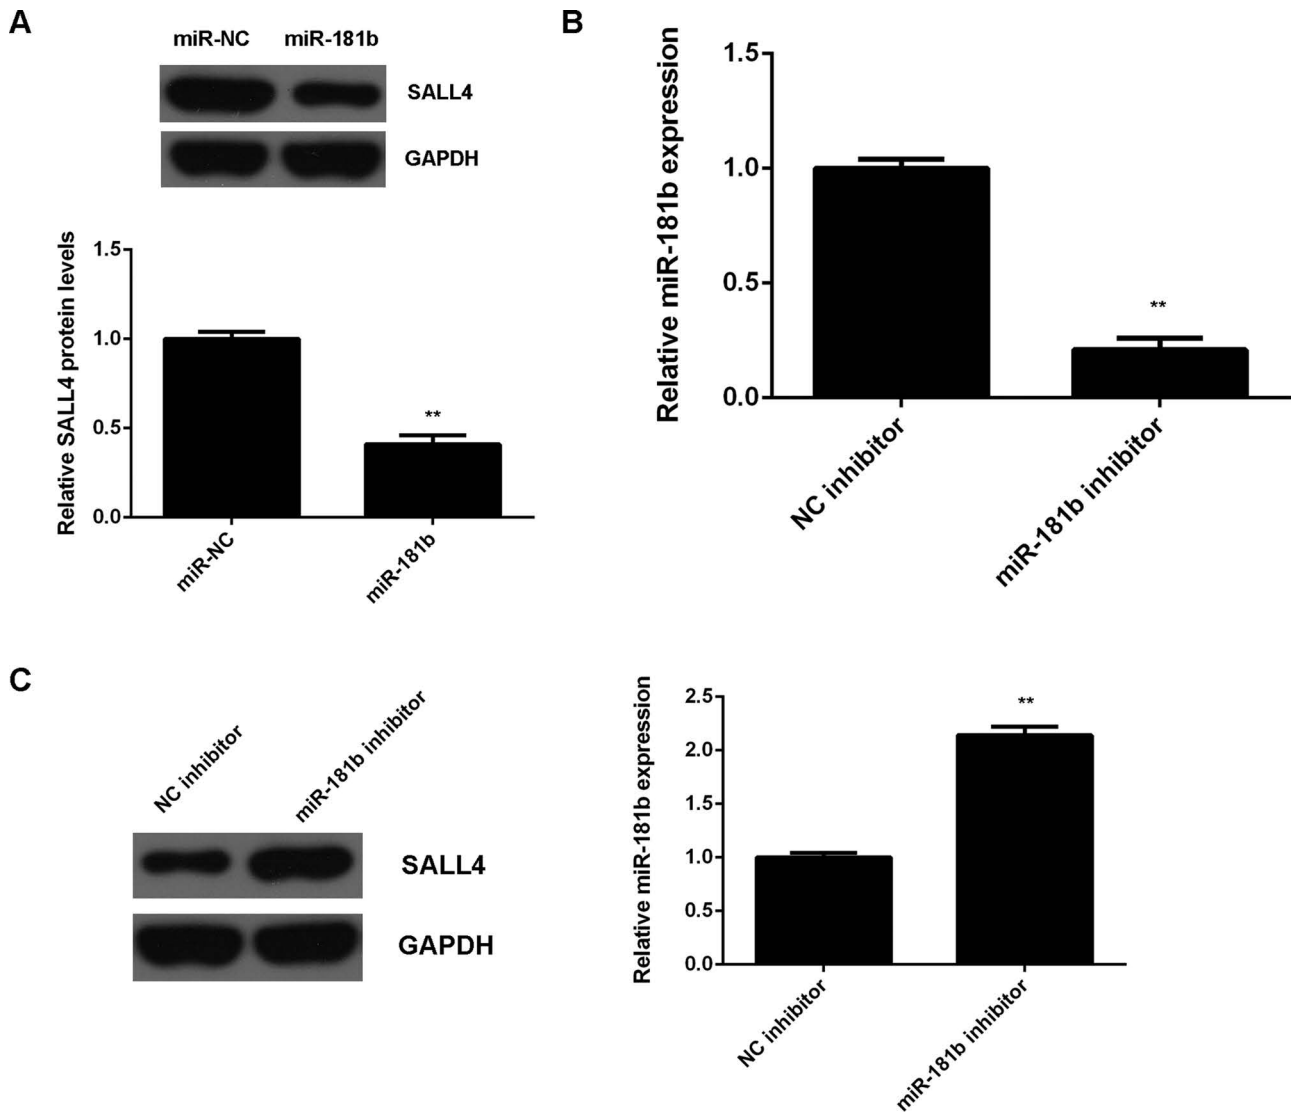 A
miR-NC miR-181b
SALL4
GAPDH
Relative SALL4 protein levels
1.5
1.0
0.5
0.0
**
miR-NC
miR-181b
B
Relative miR-181b expression
1.5
1.0
0.5
0.0
**
NC inhibitor
miR-181b inhibitor
C
NC inhibitor
miR-181b inhibitor
SALL4
GAPDH
Relative miR-181b expression
2.5
2.0
1.0
0.5
0.0
**
NC inhibitor
miR-181b inhibitor